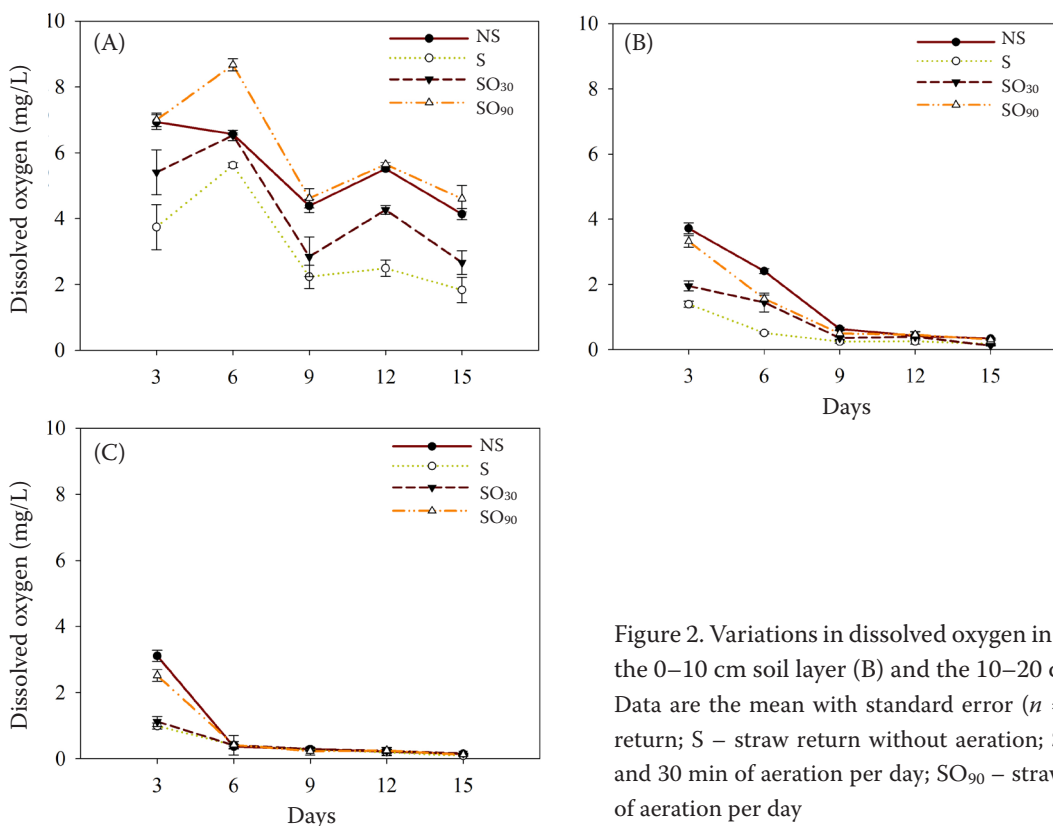 (A)
NS
S
SO₃₀
SO₉₀
Dissolved oxygen (mg/L)
10
8
6
4
2
0
3 6 9 12 15
(B)
NS
S
SO₃₀
SO₉₀
10
8
6
4
2
0
3 6 9 12 15
Days
(C)
NS
S
SO₃₀
SO₉₀
Dissolved oxygen (mg/L)
10
8
6
4
2
0
3 6 9 12 15
Days
Figure 2. Variations in dissolved oxygen in
the 0–10 cm soil layer (B) and the 10–20
Data are the mean with standard error (n
return; S – straw return without aeration;
and 30 min of aeration per day; SO₉₀ – straw
of aeration per day